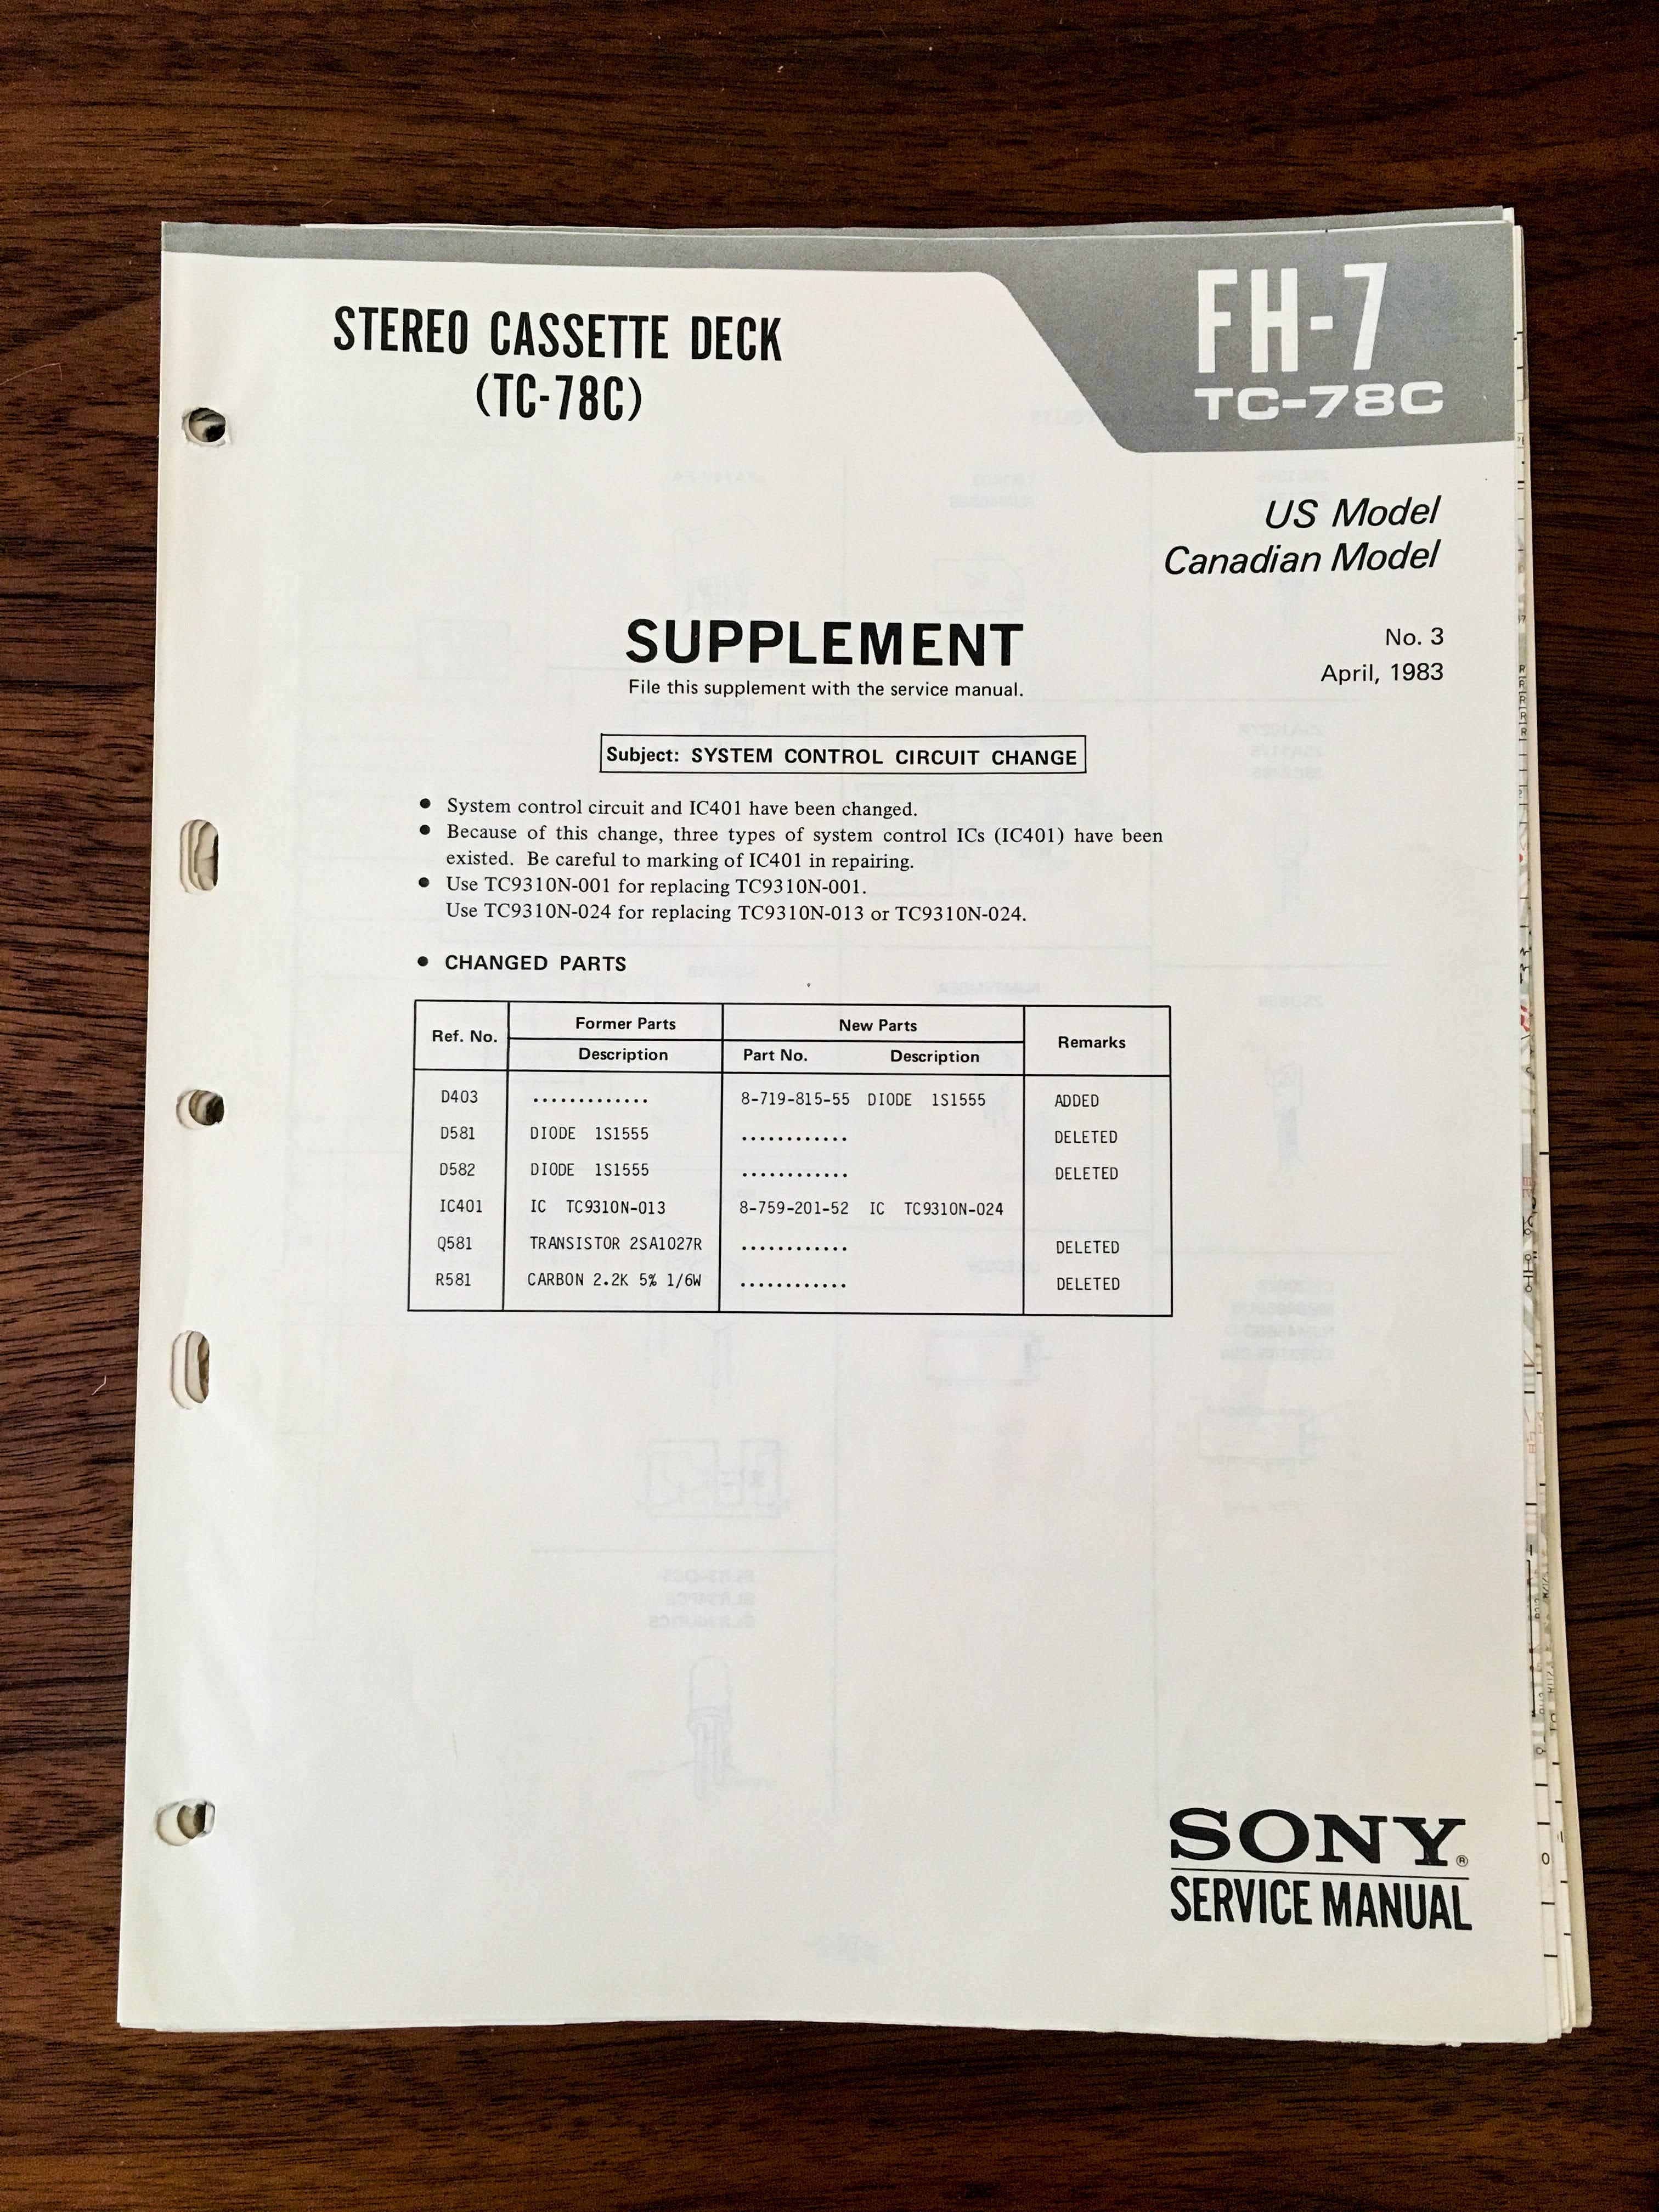 STEREO CASSETTE DECK
(TC-78C)
FH-7
TC-78C
US Model
Canadian Model
SUPPLEMENT
File this supplement with the service manual.
No. 3
April, 1983
Subject: SYSTEM CONTROL CIRCUIT CHANGE
● System control circuit and IC401 have been changed.
● Because of this change, three types of system control ICs (IC401) have been
existed. Be careful to marking of IC401 in repairing.
● Use TC9310N-001 for replacing TC9310N-001.
Use TC9310N-024 for replacing TC9310N-013 or TC9310N-024.
● CHANGED PARTS
Ref. No. Former Parts New Parts Remarks
Description Part No. Description
D403 ............. 8-719-815-55 DIODE 1S1555 ADDED
D581 DIODE 1S1555 ............ DELETED
D582 DIODE 1S1555 ............ DELETED
IC401 IC TC9310N-013 8-759-201-52 IC TC9310N-024
Q581 TRANSISTOR 2SA1027R ............ DELETED
R581 CARBON 2.2K 5% 1/6W ............ DELETED
SONY®
SERVICE MANUAL